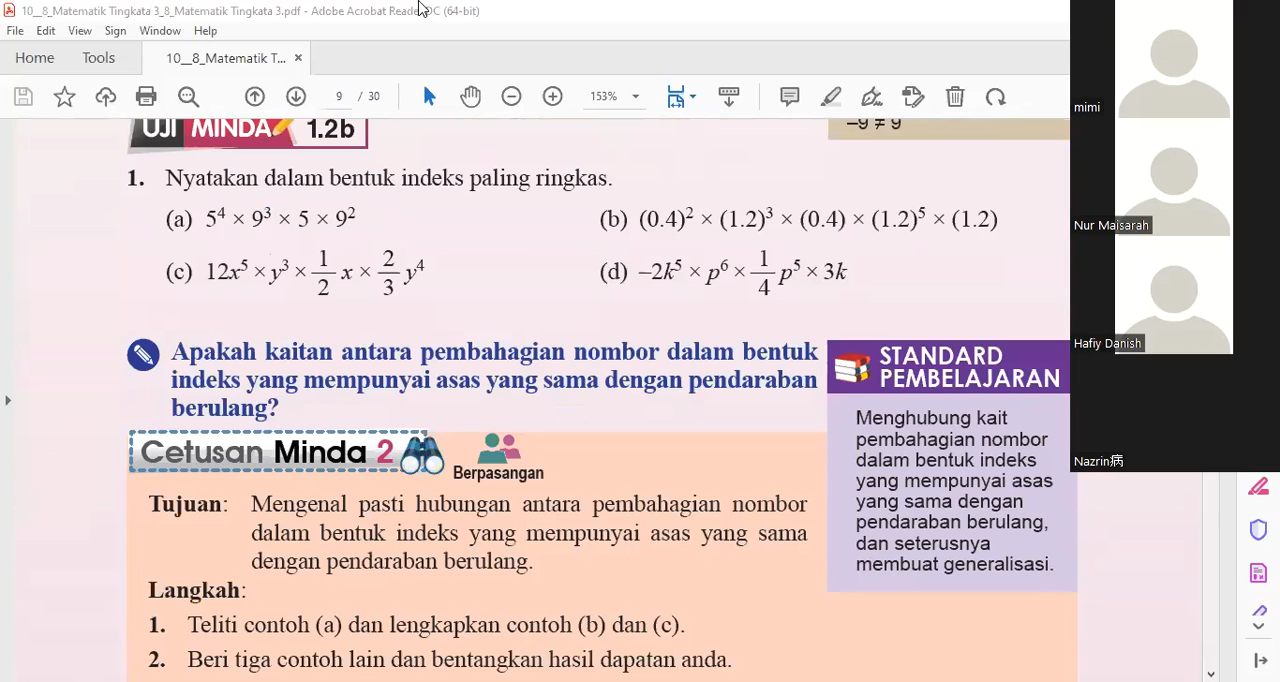 10__8_Matematik Tingkata 3_8_Matematik Tingkata 3.pdf - Adobe Acrobat Reader DC (64-bit)
File Edit View Sign Window Help
Home Tools 10__8_Matematik T... ×
9 / 30 153%
UJI MINDA 1.2b
–9 ≠ 9
1. Nyatakan dalam bentuk indeks paling ringkas.
(a) 5⁴ × 9³ × 5 × 9²
(b) (0.4)² × (1.2)³ × (0.4) × (1.2)⁵ × (1.2)
(c) 12x⁵ × y³ × 1/2 x × 2/3 y⁴
(d) –2k⁵ × p⁶ × 1/4 p⁵ × 3k
Apakah kaitan antara pembahagian nombor dalam bentuk
indeks yang mempunyai asas yang sama dengan pendaraban
berulang?
Cetusan Minda 2
Berpasangan
Tujuan: Mengenal pasti hubungan antara pembahagian nombor
dalam bentuk indeks yang mempunyai asas yang sama
dengan pendaraban berulang.
Langkah:
1. Teliti contoh (a) dan lengkapkan contoh (b) dan (c).
2. Beri tiga contoh lain dan bentangkan hasil dapatan anda.
STANDARD
PEMBELAJARAN
Menghubung kait
pembahagian nombor
dalam bentuk indeks
yang mempunyai asas
yang sama dengan
pendaraban berulang,
dan seterusnya
membuat generalisasi.
mimi
Nur Maisarah
Hafiy Danish
Nazrin病